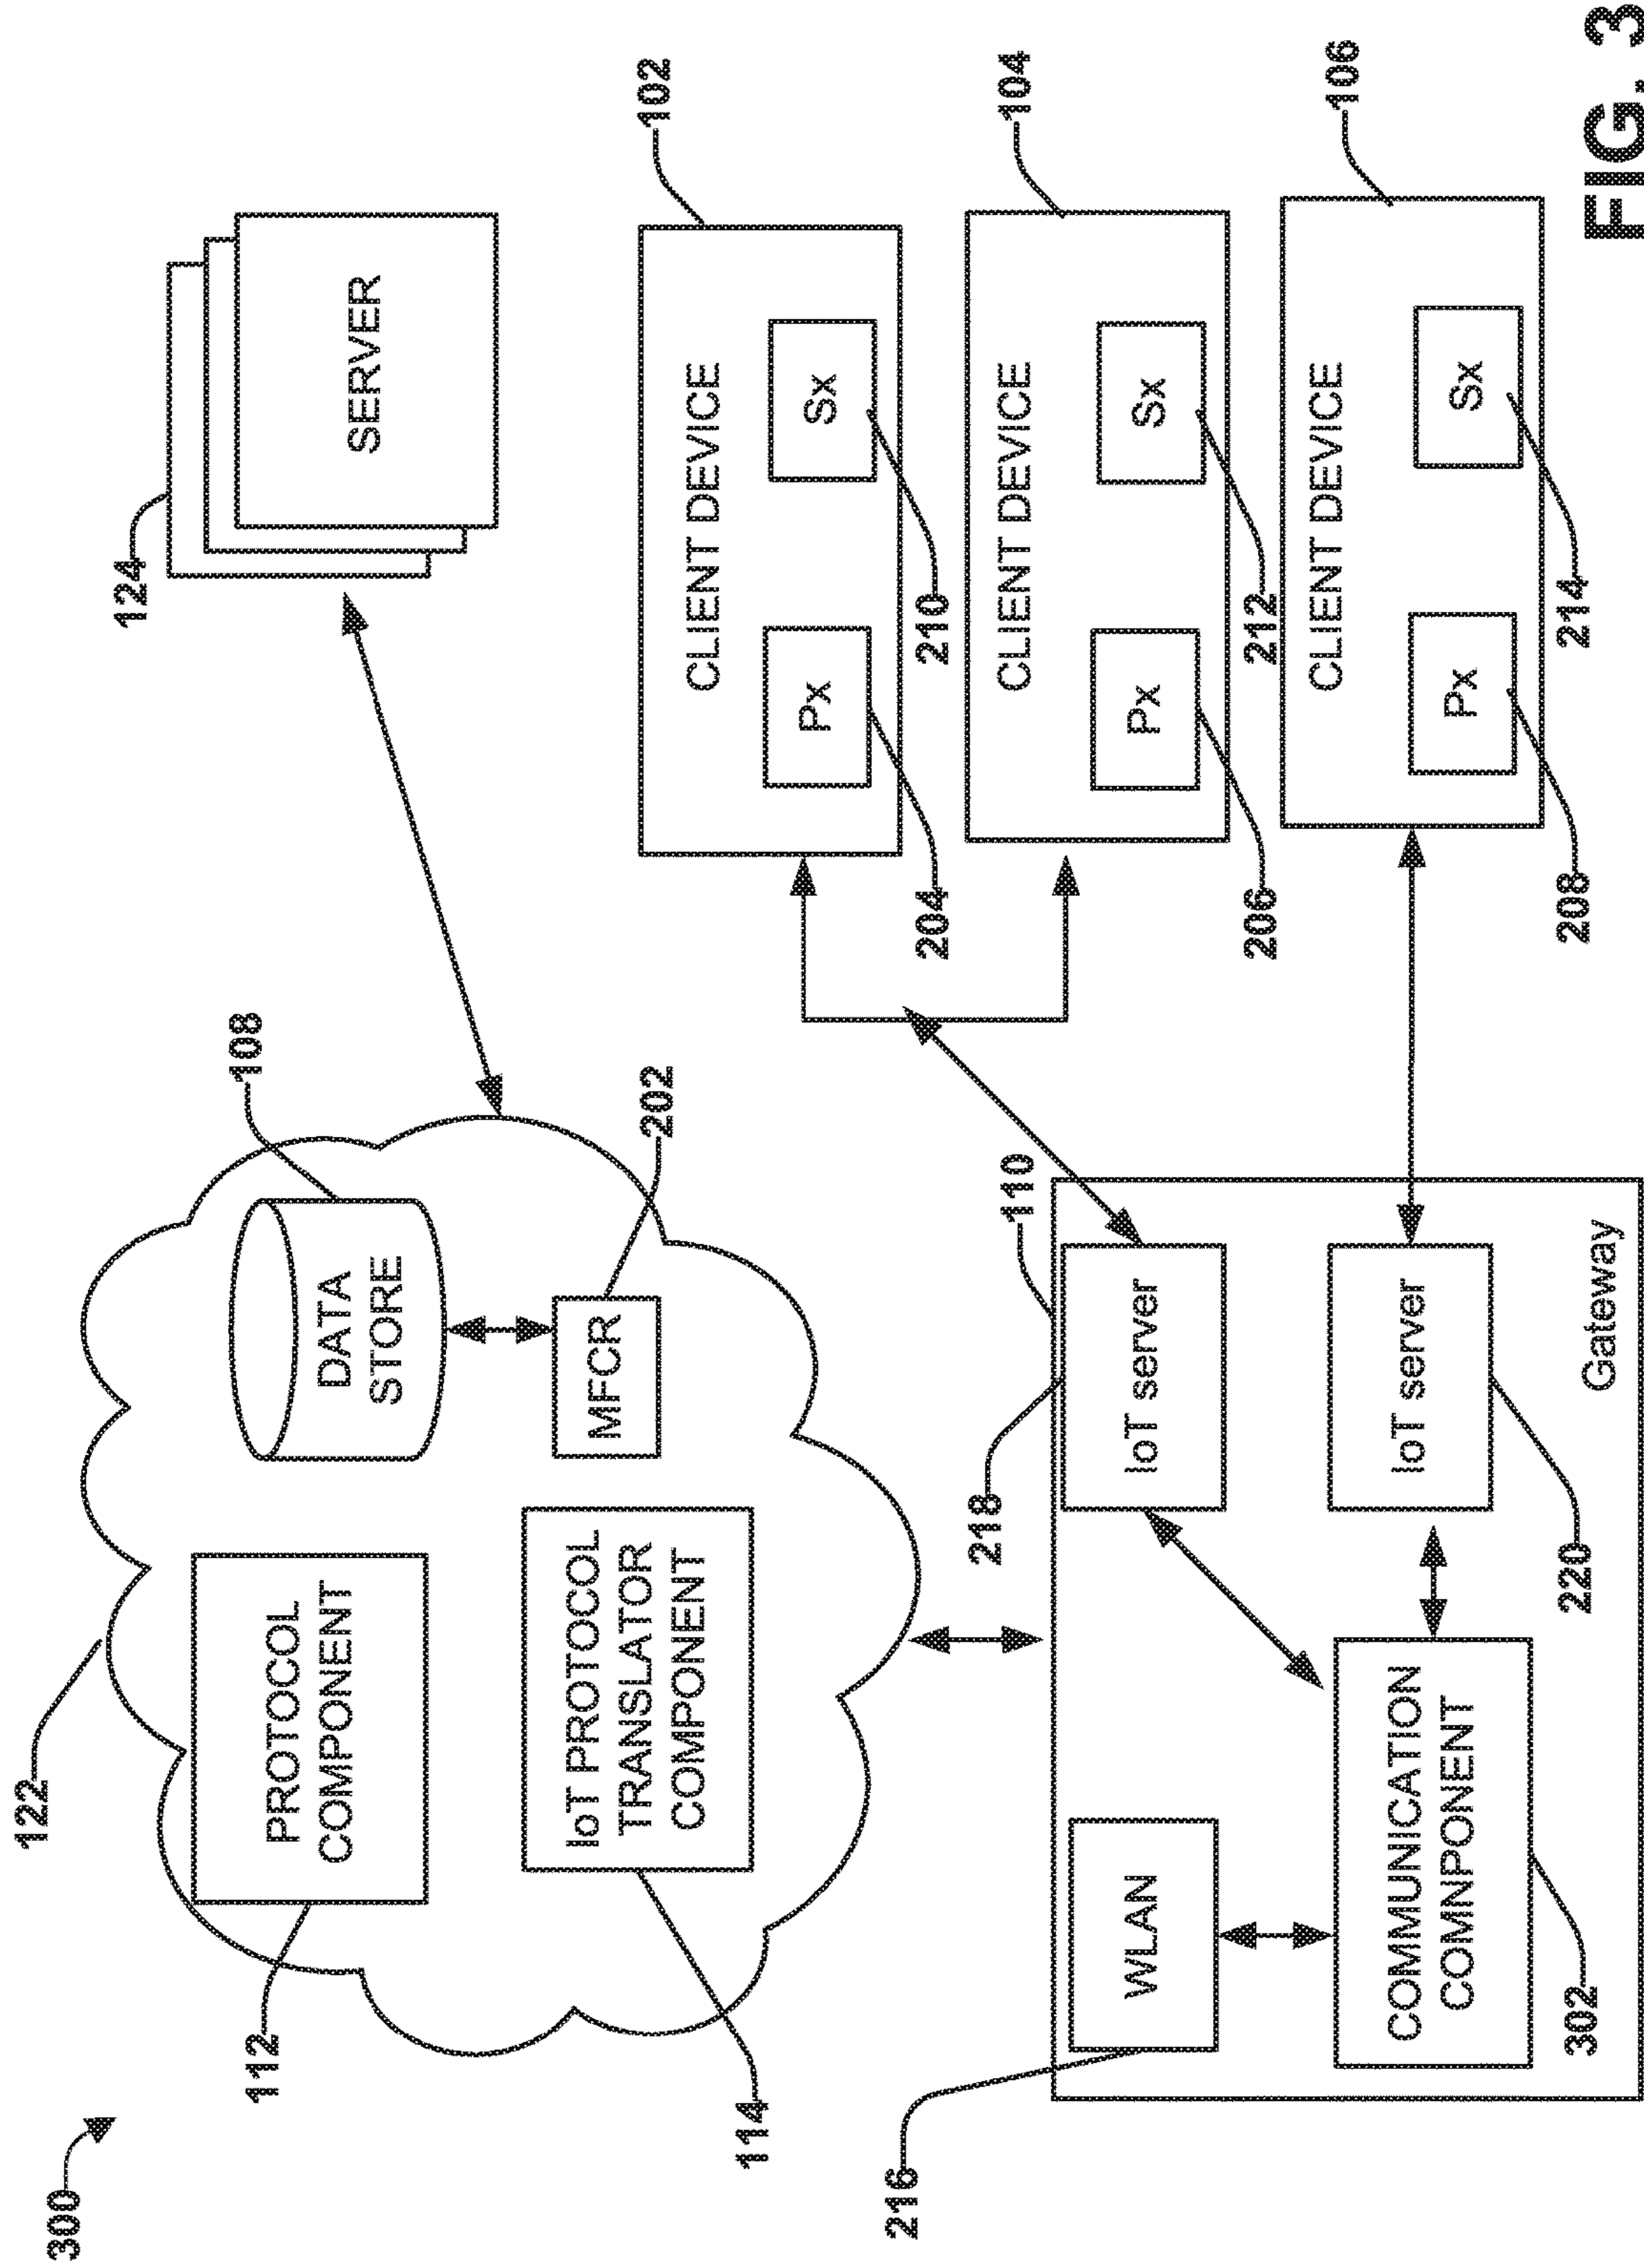 300
122
124
SERVER
108
112
PROTOCOL
COMPONENT
DATA
STORE
202
MFCR
114
IoT PROTOCOL
TRANSLATOR
COMPONENT
102
CLIENT DEVICE
Px
Sx
204
210
104
CLIENT DEVICE
Px
Sx
206
212
106
CLIENT DEVICE
Px
Sx
208
214
216
WLAN
218
110
IoT server
IoT server
220
COMMUNICATION
COMNPONENT
302
Gateway
FIG. 3